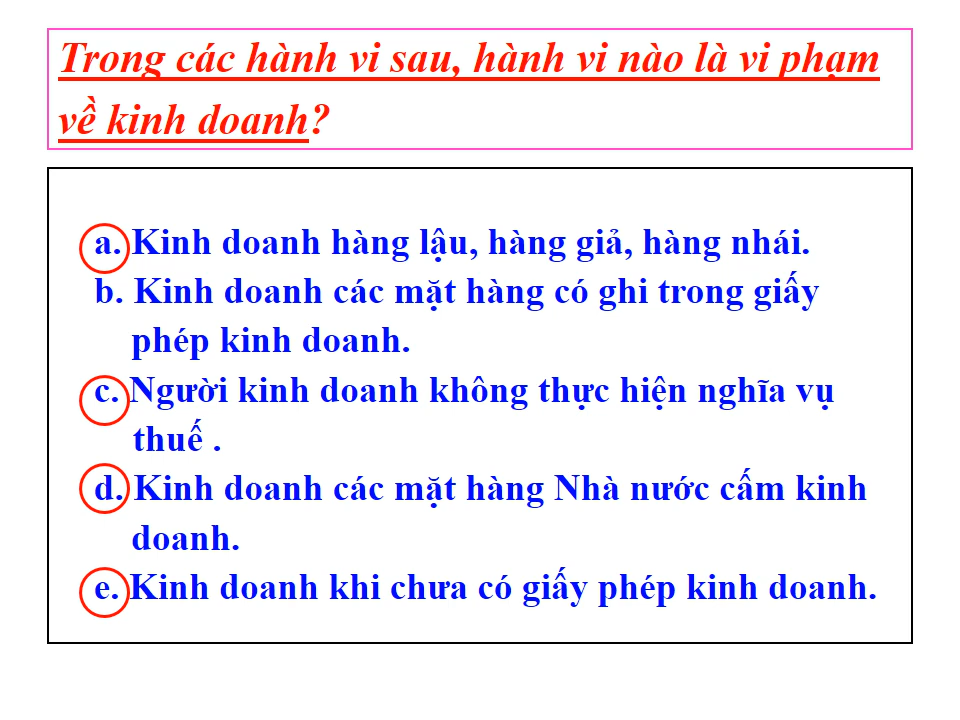 Trong các hành vi sau, hành vi nào là vi phạm
về kinh doanh?
a. Kinh doanh hàng lậu, hàng giả, hàng nhái.
b. Kinh doanh các mặt hàng có ghi trong giấy
phép kinh doanh.
c. Người kinh doanh không thực hiện nghĩa vụ
thuế .
d. Kinh doanh các mặt hàng Nhà nước cấm kinh
doanh.
e. Kinh doanh khi chưa có giấy phép kinh doanh.